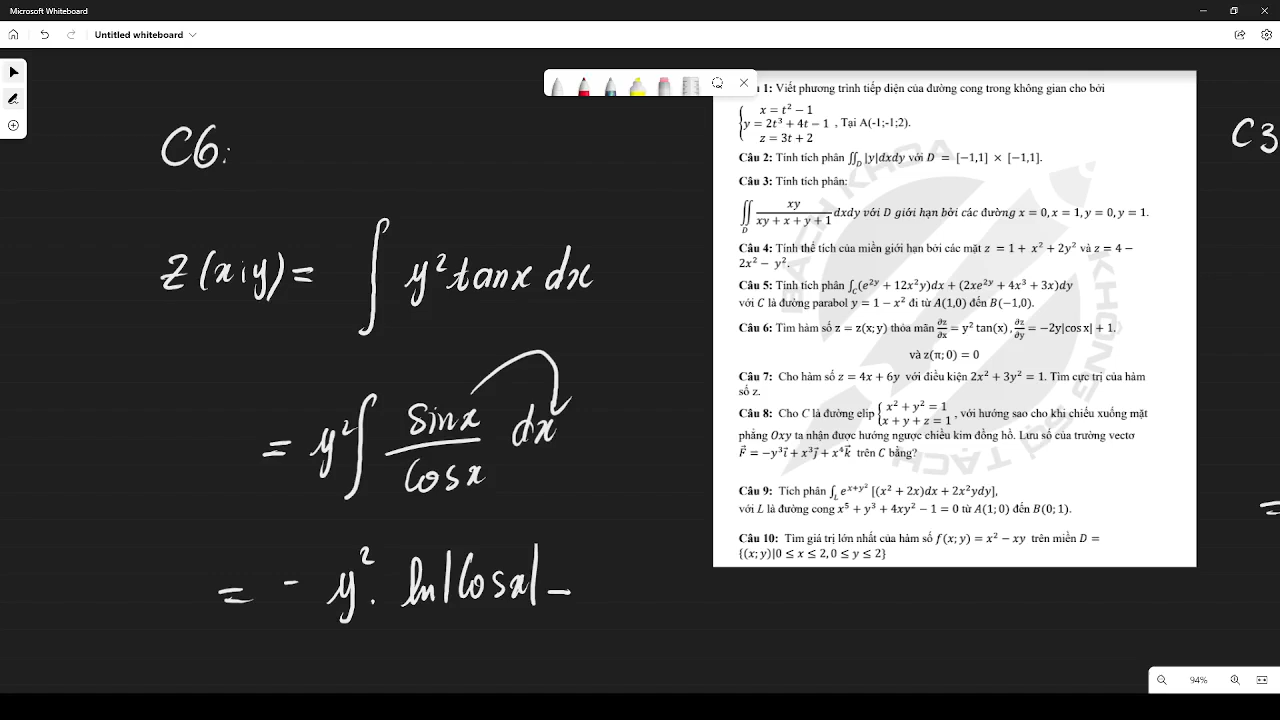 Microsoft Whiteboard
Untitled whiteboard
C6:
Z(x;y) = ∫ y² tanx dx
= y² ∫ sinx / cosx dx
= - y². ln|cosx| -
1: Viết phương trình tiếp diện của đường cong trong không gian cho bởi
{ x = t² − 1
y = 2t³ + 4t − 1 , Tại A(-1;-1;2).
z = 3t + 2
Câu 2: Tính tích phân ∬_D |y|dxdy với D = [−1,1] × [−1,1].
Câu 3: Tính tích phân:
∬_D xy / (xy + x + y + 1) dxdy với D giới hạn bởi các đường x = 0, x = 1, y = 0, y = 1.
Câu 4: Tính thể tích của miền giới hạn bởi các mặt z = 1 + x² + 2y² và z = 4 −
2x² − y².
Câu 5: Tính tích phân ∫_C(e^{2y} + 12x²y)dx + (2xe^{2y} + 4x³ + 3x)dy
với C là đường parabol y = 1 − x² đi từ A(1,0) đến B(−1,0).
Câu 6: Tìm hàm số z = z(x; y) thỏa mãn ∂z/∂x = y² tan(x), ∂z/∂y = −2y|cos x| + 1.
và z(π; 0) = 0
Câu 7: Cho hàm số z = 4x + 6y với điều kiện 2x² + 3y² = 1. Tìm cực trị của hàm
số z.
Câu 8: Cho C là đường elip { x² + y² = 1
x + y + z = 1 , với hướng sao cho khi chiếu xuống mặt
phẳng Oxy ta nhận được hướng ngược chiều kim đồng hồ. Lưu số của trường vectơ
F⃗ = −y³i⃗ + x³j⃗ + x⁴k⃗ trên C bằng?
Câu 9: Tích phân ∫_L e^{x+y²} [(x² + 2x)dx + 2x²ydy],
với L là đường cong x⁵ + y³ + 4xy² − 1 = 0 từ A(1; 0) đến B(0; 1).
Câu 10: Tìm giá trị lớn nhất của hàm số f(x; y) = x² − xy trên miền D =
{(x; y)|0 ≤ x ≤ 2, 0 ≤ y ≤ 2}
BÁCH KHOA
KHÔNG SỢ TẠCH
C3
=
94%